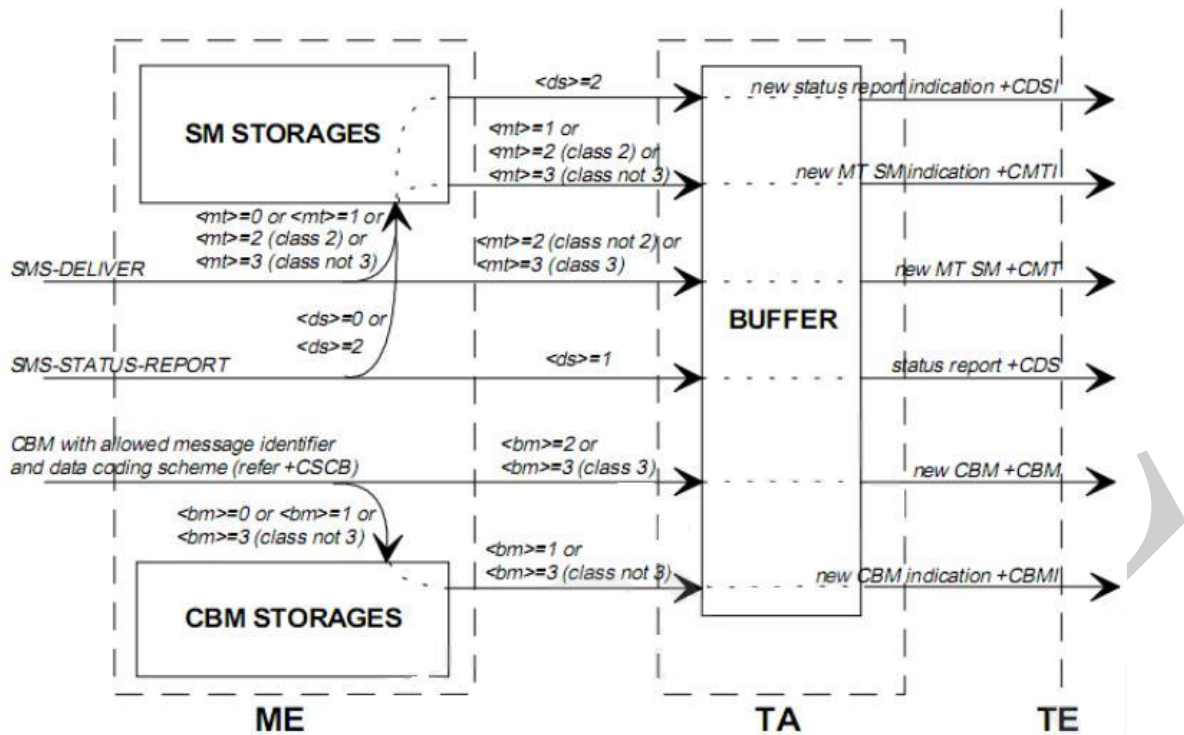 <ds>=2
new status report indication +CDSI
SM STORAGES
<mt>=1 or
<mt>=2 (class 2) or
<mt>=3 (class not 3)
new MT SM indication +CMTI
<mt>=0 or <mt>=1 or
<mt>=2 (class 2) or
<mt>=3 (class not 3)
SMS-DELIVER
<mt>=2 (class not 2) or
<mt>=3 (class 3)
new MT SM +CMT
BUFFER
<ds>=0 or
<ds>=2
SMS-STATUS-REPORT
<ds>=1
status report +CDS
CBM with allowed message identifier
and data coding scheme (refer +CSCB)
<bm>=2 or
<bm>=3 (class 3)
new CBM +CBM
<bm>=0 or <bm>=1 or
<bm>=3 (class not 3)
<bm>=1 or
<bm>=3 (class not 3)
new CBM indication +CBMI
CBM STORAGES
ME
TA
TE